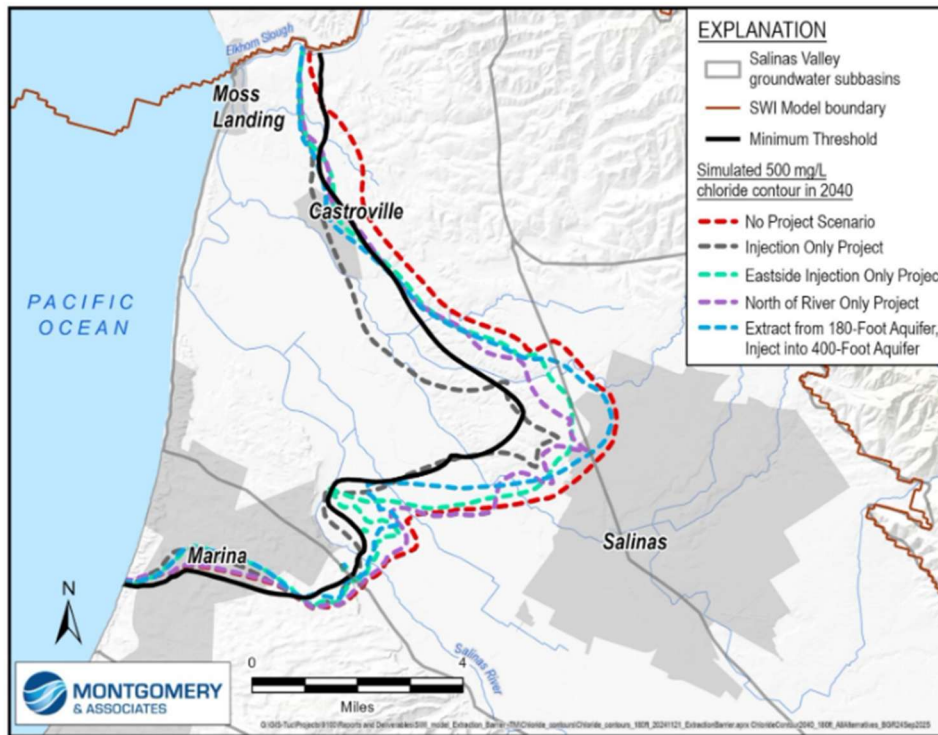 Elkhorn Slough
Moss
Landing
Castroville
PACIFIC
OCEAN
Marina
Salinas
Salinas
River
N
0
4
Miles
MONTGOMERY
& ASSOCIATES
EXPLANATION
Salinas Valley
groundwater subbasins
SWI Model boundary
Minimum Threshold
Simulated 500 mg/L
chloride contour in 2040
No Project Scenario
Injection Only Project
Eastside Injection Only Project
North of River Only Project
Extract from 180-Foot Aquifer,
Inject into 400-Foot Aquifer